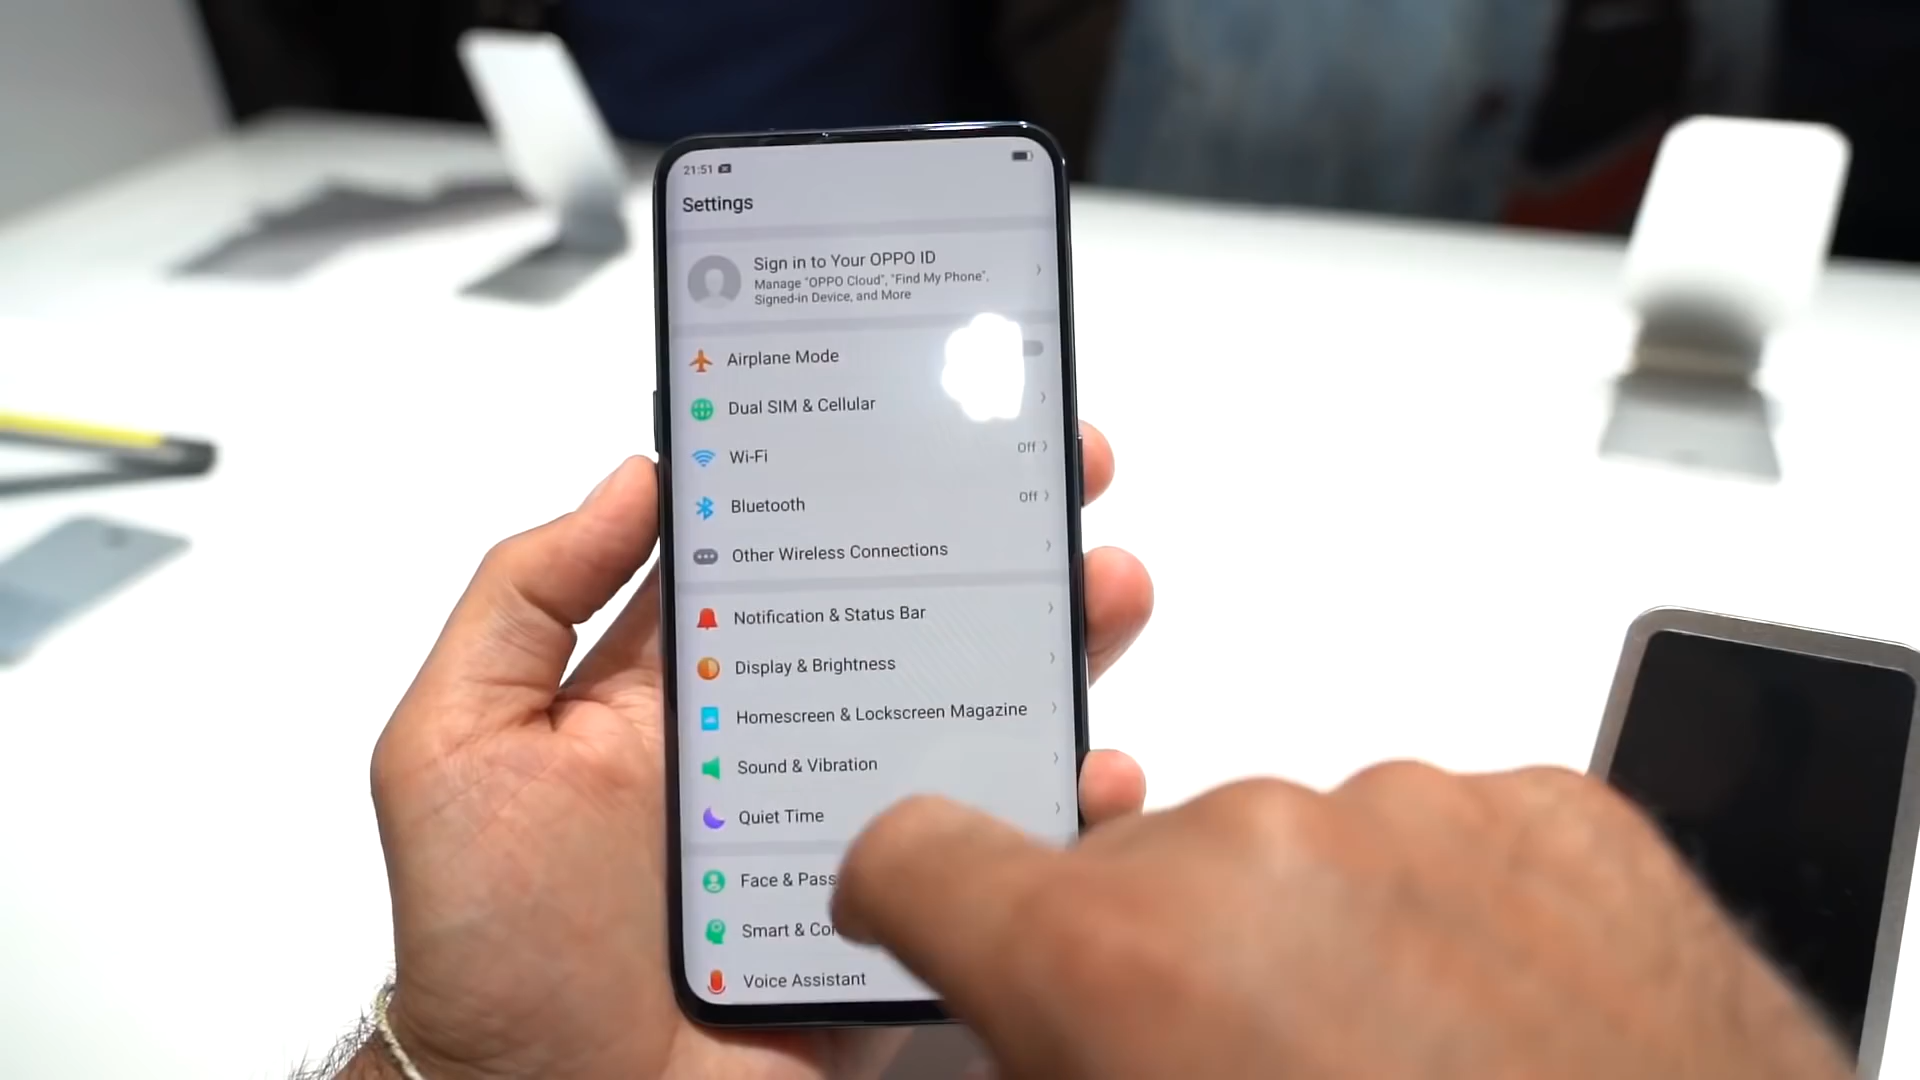 21:51
Settings
Sign in to Your OPPO ID
Manage "OPPO Cloud", "Find My Phone",
Signed-in Device, and More
Airplane Mode
Dual SIM & Cellular
Wi-Fi Off
Bluetooth Off
Other Wireless Connections
Notification & Status Bar
Display & Brightness
Homescreen & Lockscreen Magazine
Sound & Vibration
Quiet Time
Face & Pass
Smart &
Voice Assistant